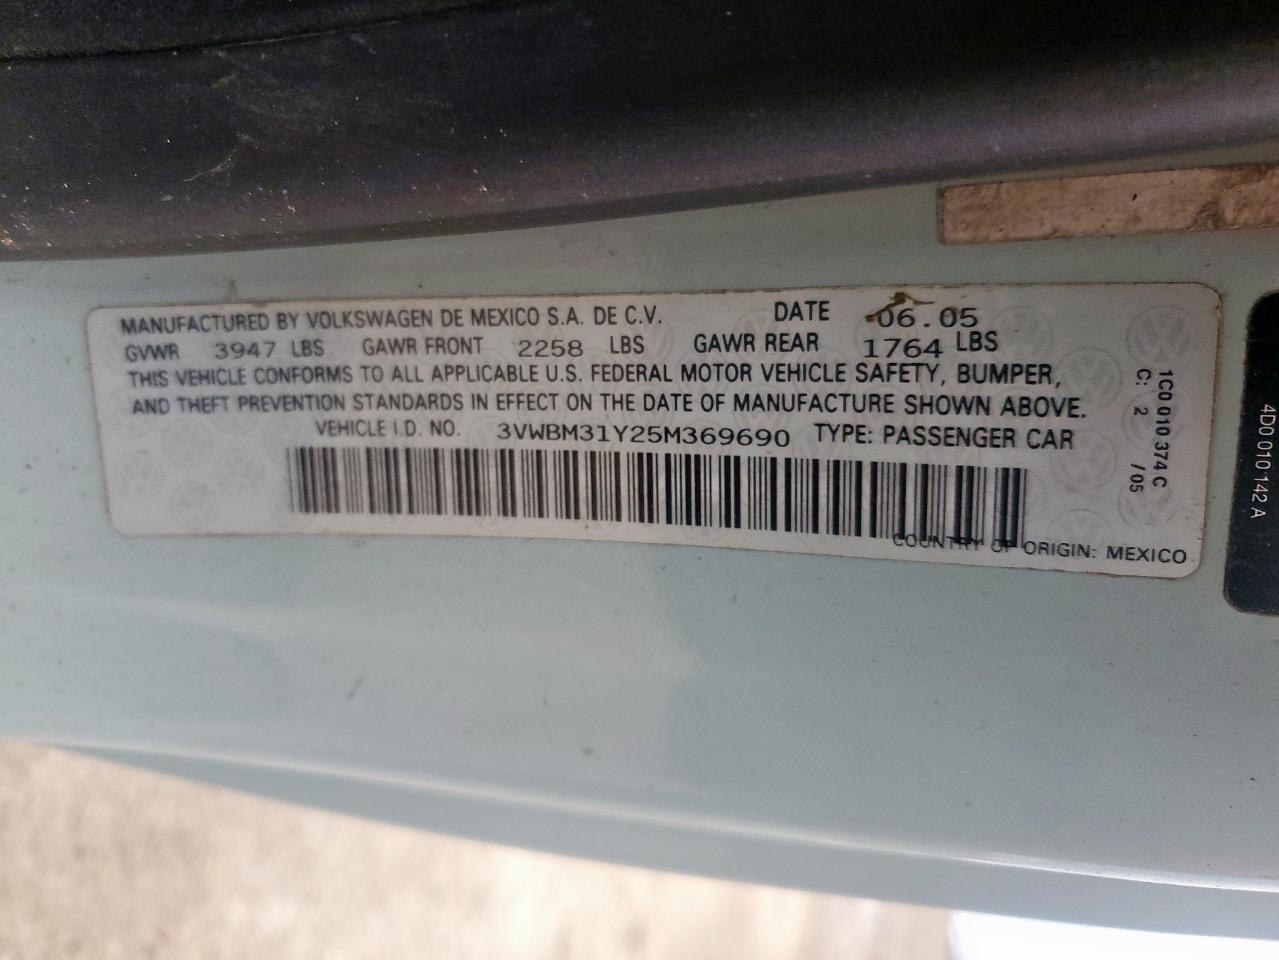 MANUFACTURED BY VOLKSWAGEN DE MEXICO S.A. DE C.V. DATE 06.05
GVWR 3947 LBS GAWR FRONT 2258 LBS GAWR REAR 1764 LBS
THIS VEHICLE CONFORMS TO ALL APPLICABLE U.S. FEDERAL MOTOR VEHICLE SAFETY, BUMPER,
AND THEFT PREVENTION STANDARDS IN EFFECT ON THE DATE OF MANUFACTURE SHOWN ABOVE.
VEHICLE I.D. NO. 3VWBM31Y25M369690 TYPE: PASSENGER CAR
COUNTRY OF ORIGIN: MEXICO
1C0 010 374 C
C: 2 /05
4D0 010 142 A